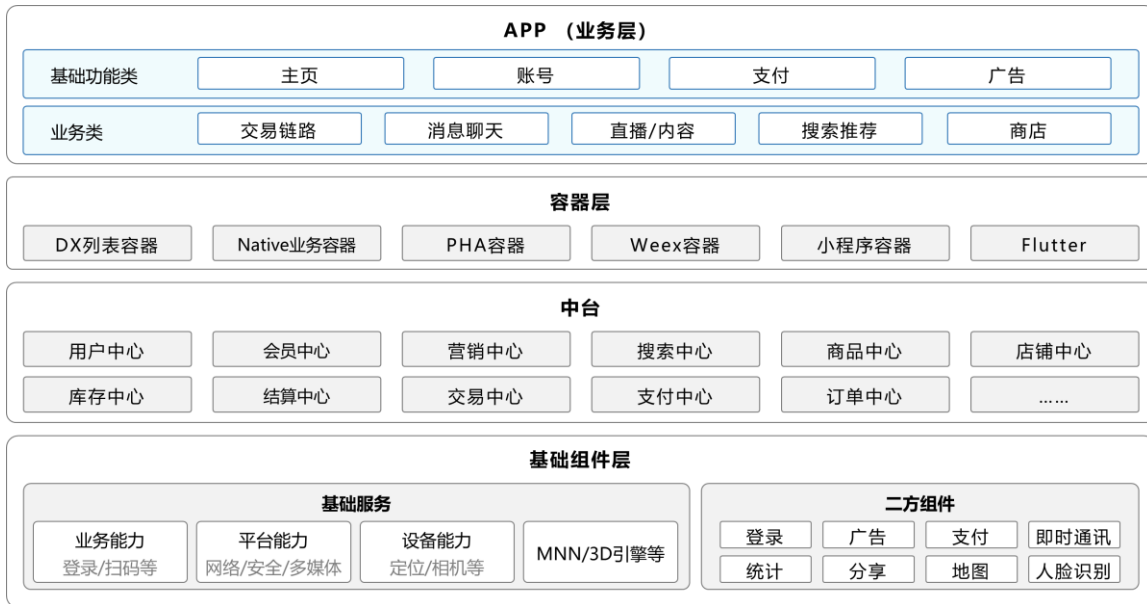 APP （业务层）
基础功能类 主页 账号 支付 广告
业务类 交易链路 消息聊天 直播/内容 搜索推荐 商店
容器层
DX列表容器 Native业务容器 PHA容器 Weex容器 小程序容器 Flutter
中台
用户中心 会员中心 营销中心 搜索中心 商品中心 店铺中心
库存中心 结算中心 交易中心 支付中心 订单中心 ……
基础组件层
基础服务 二方组件
业务能力 平台能力 设备能力 MNN/3D引擎等 登录 广告 支付 即时通讯
登录/扫码等 网络/安全/多媒体 定位/相机等 统计 分享 地图 人脸识别